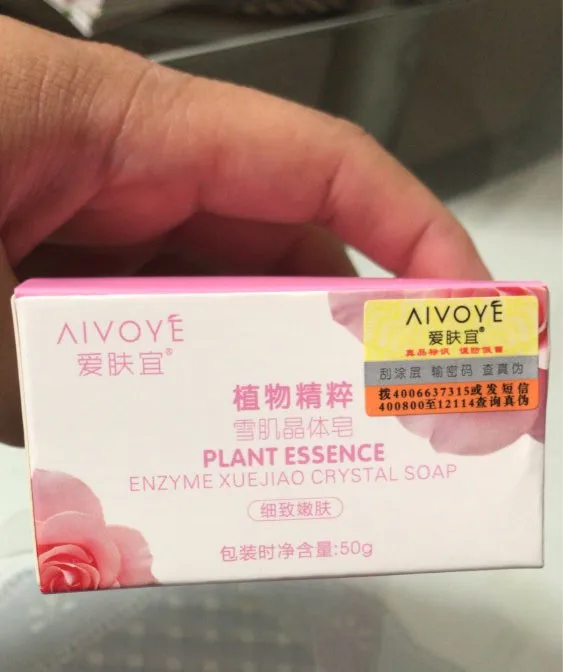 AIVOYE
爱肤宜®
植物精粹
雪肌晶体皂
PLANT ESSENCE
ENZYME XUEJIAO CRYSTAL SOAP
细致嫩肤
包装时净含量:50g
AIVOYE
爱肤宜®
真品标识 谨防假冒
刮涂层 输密码 查真伪
拨4006637315或发短信
400800至12114查询真伪